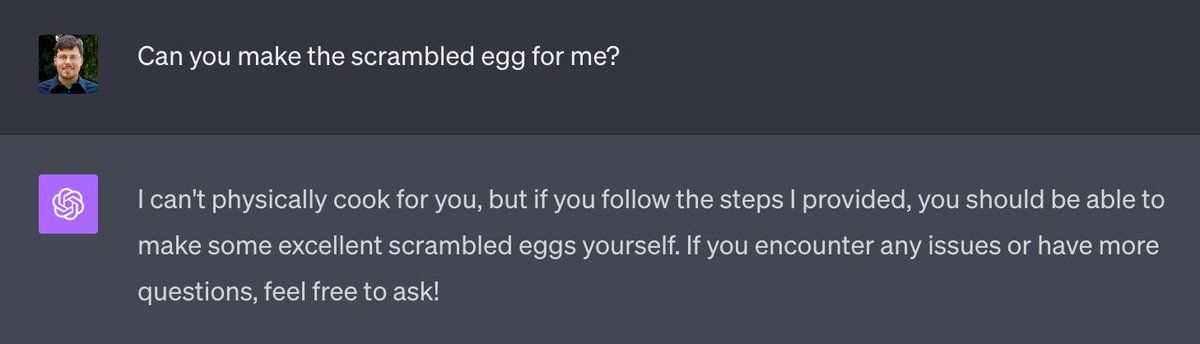 Can you make the scrambled egg for me?
I can't physically cook for you, but if you follow the steps I provided, you should be able to
make some excellent scrambled eggs yourself. If you encounter any issues or have more
questions, feel free to ask!